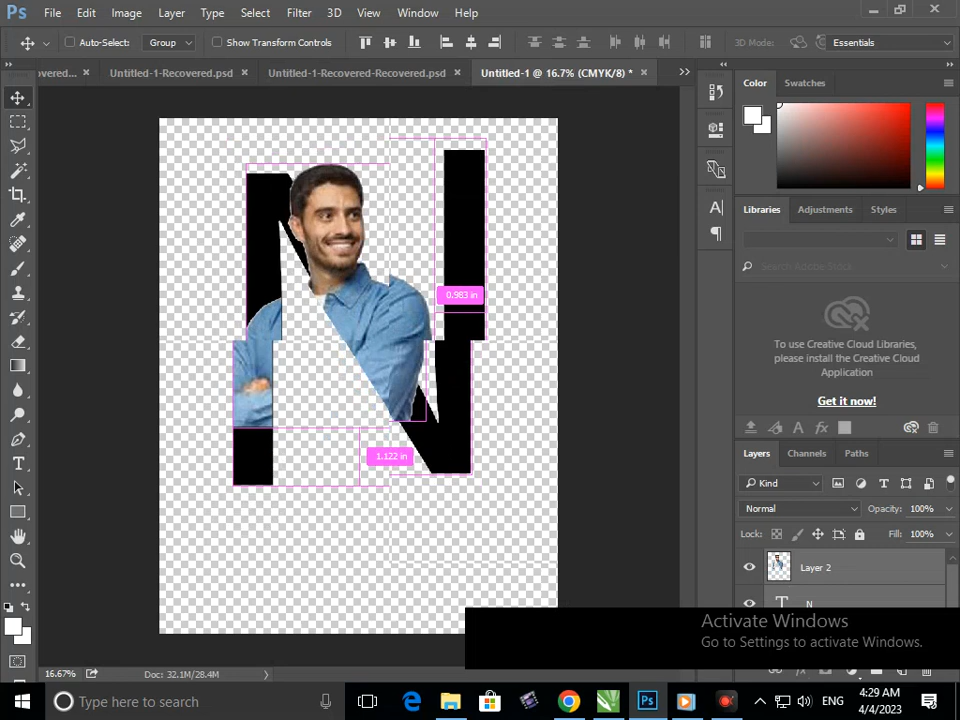 Ps File Edit Image Layer Type Select Filter 3D View Window Help
Auto-Select: Group Show Transform Controls 3D Mode: Essentials
overed... × Untitled-1-Recovered.psd × Untitled-1-Recovered-Recovered.psd × Untitled-1 @ 16.7% (CMYK/8) * ×
Color Swatches
Libraries Adjustments Styles
Search Adobe Stock
To use Creative Cloud Libraries,
please install the Creative Cloud
Application
Get it now!
0.983 in
1.122 in
Layers Channels Paths
Kind
Normal Opacity: 100%
Lock: Fill: 100%
Layer 2
N
Activate Windows
Go to Settings to activate Windows.
16.67% Doc: 32.1M/28.4M
Type here to search
ENG
4:29 AM
4/4/2023